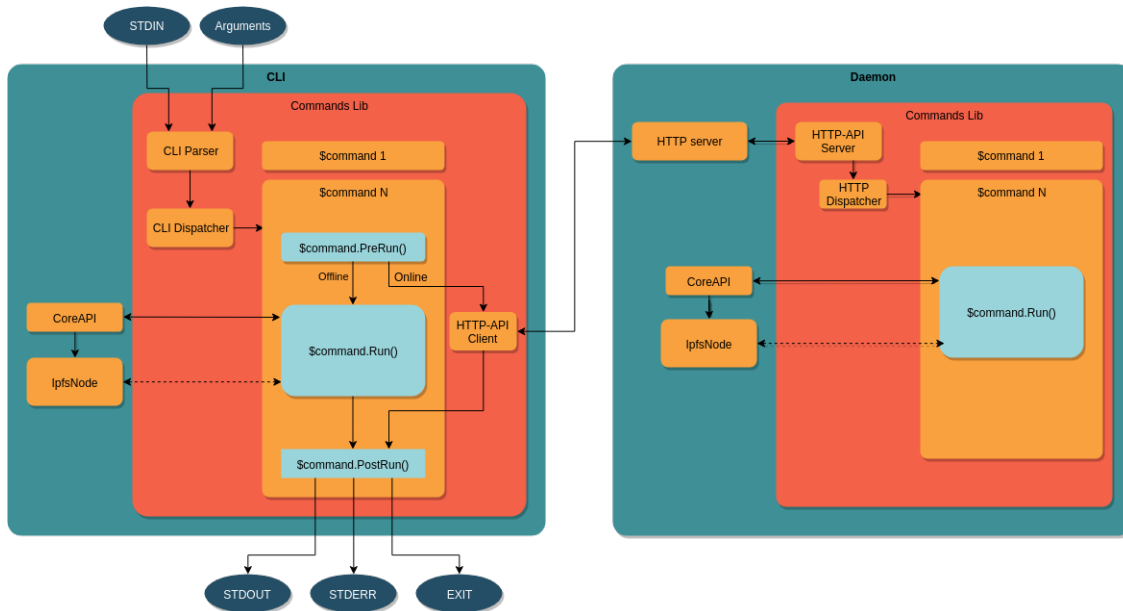 STDIN
Arguments
CLI
Commands Lib
CLI Parser
$command 1
$command N
CLI Dispatcher
$command.PreRun()
Offline
Online
CoreAPI
HTTP-API
Client
$command.Run()
IpfsNode
$command.PostRun()
STDOUT
STDERR
EXIT
Daemon
Commands Lib
HTTP server
HTTP-API
Server
$command 1
HTTP
Dispatcher
$command N
CoreAPI
$command.Run()
IpfsNode